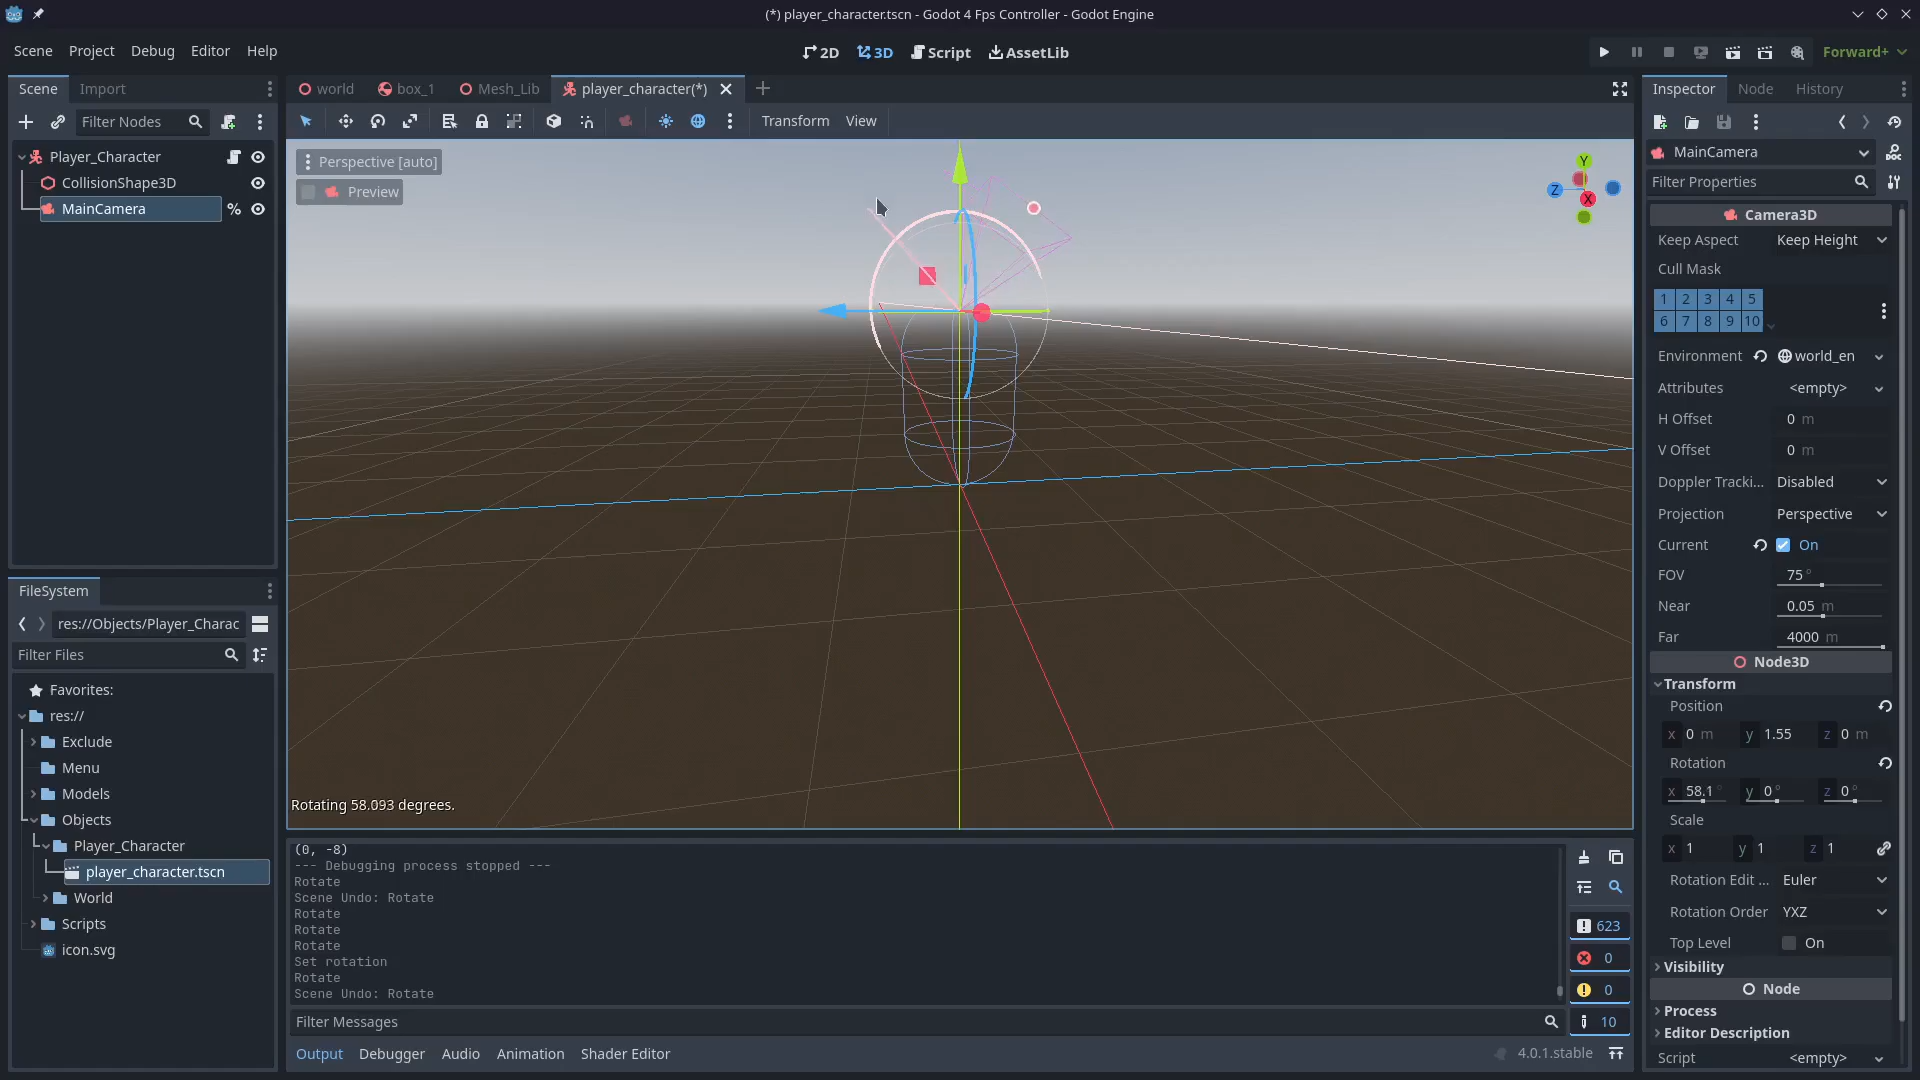 (*) player_character.tscn - Godot 4 Fps Controller - Godot Engine
Scene Project Debug Editor Help
2D 3D Script AssetLib
Forward+
Scene Import
Filter Nodes
Player_Character
CollisionShape3D
MainCamera
%
FileSystem
res://Objects/Player_Charac
Filter Files
Favorites:
res://
Exclude
Menu
Models
Objects
Player_Character
player_character.tscn
World
Scripts
icon.svg
world box_1 Mesh_Lib player_character(*)
Transform View
Perspective [auto]
Preview
Y
Z
X
Rotating 58.093 degrees.
(0, -8)
--- Debugging process stopped ---
Rotate
Scene Undo: Rotate
Rotate
Rotate
Rotate
Set rotation
Rotate
Scene Undo: Rotate
623
0
0
10
Filter Messages
Output Debugger Audio Animation Shader Editor
4.0.1.stable
Inspector Node History
MainCamera
Filter Properties
Camera3D
Keep Aspect Keep Height
Cull Mask
1 2 3 4 5
6 7 8 9 10
Environment world_en
Attributes <empty>
H Offset 0 m
V Offset 0 m
Doppler Tracki... Disabled
Projection Perspective
Current On
FOV 75 °
Near 0.05 m
Far 4000 m
Node3D
Transform
Position
x 0 m y 1.55 z 0 m
Rotation
x 58.1 ° y 0 ° z 0 °
Scale
x 1 y 1 z 1
Rotation Edit ... Euler
Rotation Order YXZ
Top Level On
Visibility
Node
Process
Editor Description
Script <empty>